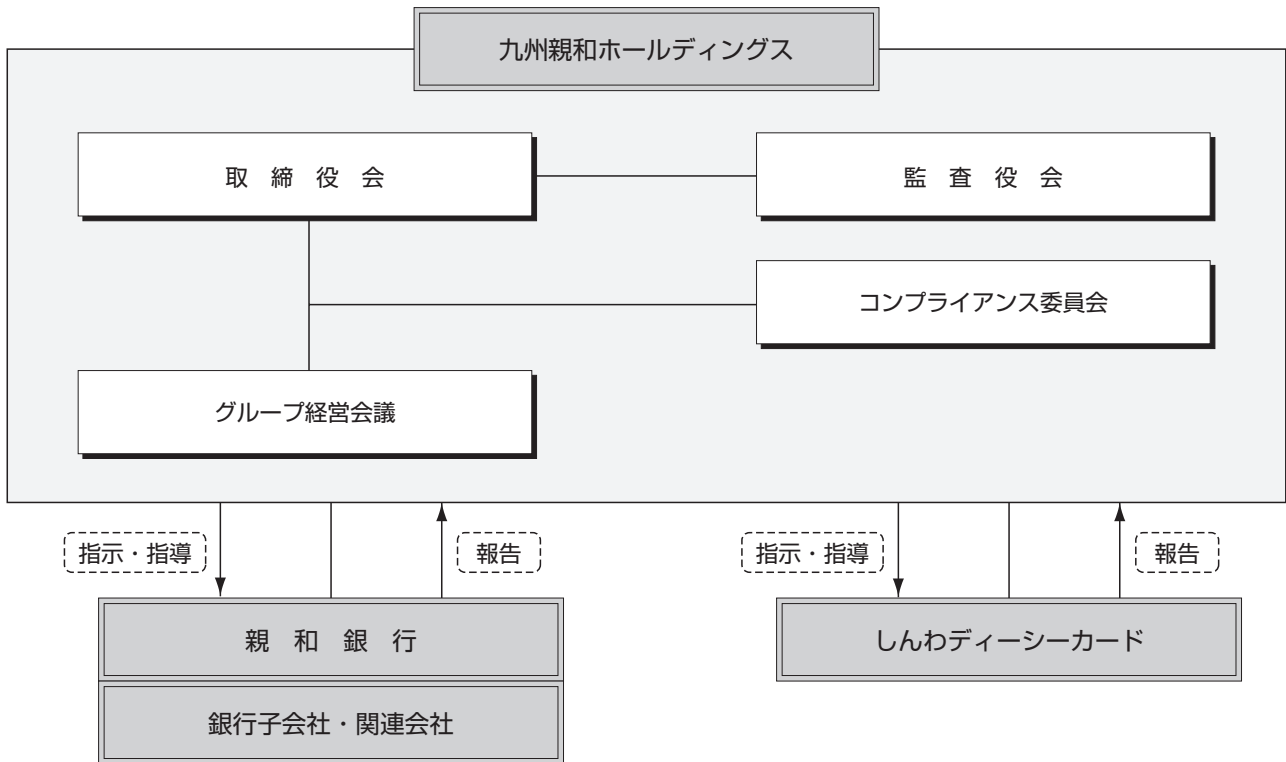 九州親和ホールディングス
取締役会
監査役会
コンプライアンス委員会
グループ経営会議
指示・指導
報告
指示・指導
報告
親和銀行
しんわディーシーカード
銀行子会社・関連会社